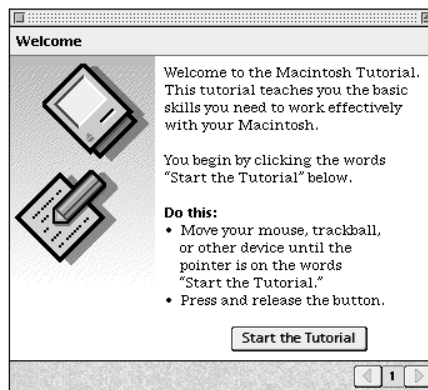 Welcome
Welcome to the Macintosh Tutorial.
This tutorial teaches you the basic
skills you need to work effectively
with your Macintosh.
You begin by clicking the words
“Start the Tutorial” below.
Do this:
• Move your mouse, trackball,
or other device until the
pointer is on the words
“Start the Tutorial.”
• Press and release the button.
Start the Tutorial
1